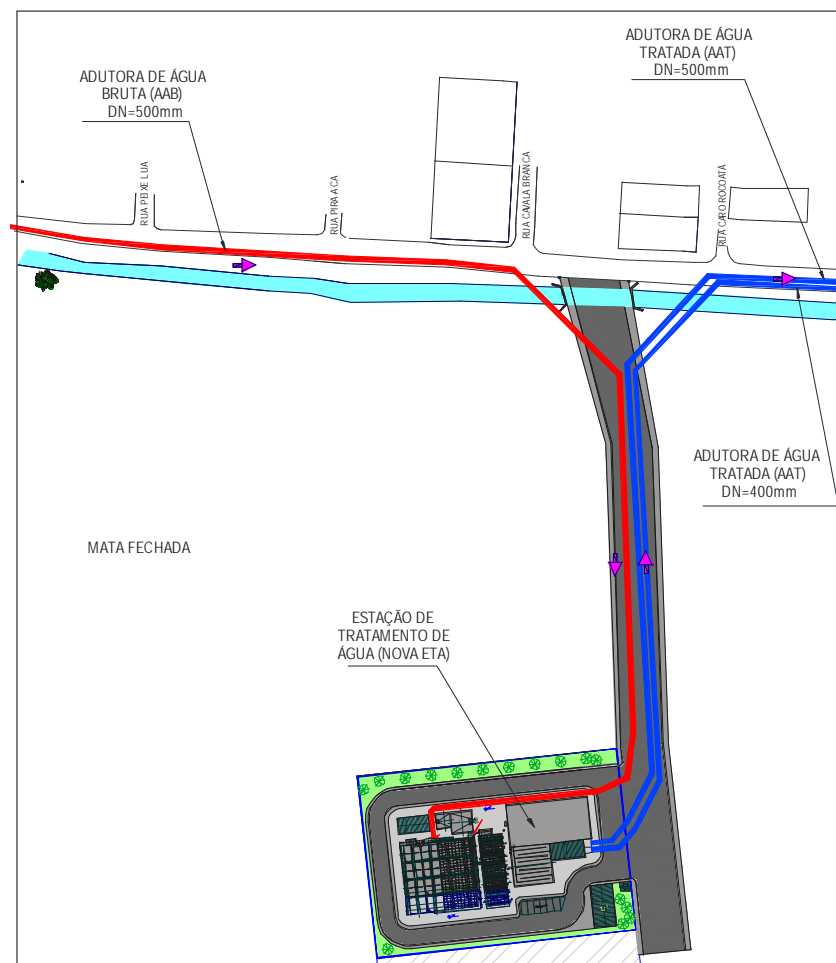 ADUTORA DE ÁGUA
TRATADA (AAT)
DN=500mm
ADUTORA DE ÁGUA
BRUTA (AAB)
DN=500mm
RUA PEIXE LUA
RUA PIRA ACA
RUA CAVALA BRANCA
RUA CARO ROCOATA
ADUTORA DE ÁGUA
TRATADA (AAT)
DN=400mm
MATA FECHADA
ESTAÇÃO DE
TRATAMENTO DE
ÁGUA (NOVA ETA)